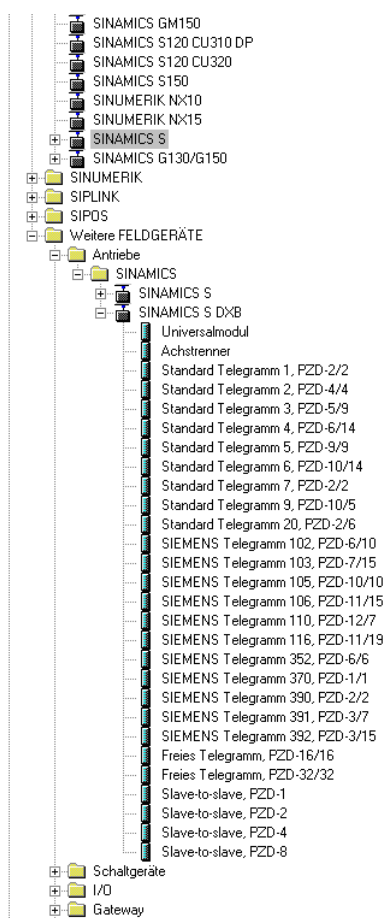 SINAMICS GM150
SINAMICS S120 CU310 DP
SINAMICS S120 CU320
SINAMICS S150
SINUMERIK NX10
SINUMERIK NX15
SINAMICS S
SINAMICS G130/G150
SINUMERIK
SIPLINK
SIPOS
Weitere FELDGERÄTE
Antriebe
SINAMICS
SINAMICS S
SINAMICS S DXB
Universalmodul
Achstrenner
Standard Telegramm 1, PZD-2/2
Standard Telegramm 2, PZD-4/4
Standard Telegramm 3, PZD-5/9
Standard Telegramm 4, PZD-6/14
Standard Telegramm 5, PZD-9/9
Standard Telegramm 6, PZD-10/14
Standard Telegramm 7, PZD-2/2
Standard Telegramm 9, PZD-10/5
Standard Telegramm 20, PZD-2/6
SIEMENS Telegramm 102, PZD-6/10
SIEMENS Telegramm 103, PZD-7/15
SIEMENS Telegramm 105, PZD-10/10
SIEMENS Telegramm 106, PZD-11/15
SIEMENS Telegramm 110, PZD-12/7
SIEMENS Telegramm 116, PZD-11/19
SIEMENS Telegramm 352, PZD-6/6
SIEMENS Telegramm 370, PZD-1/1
SIEMENS Telegramm 390, PZD-2/2
SIEMENS Telegramm 391, PZD-3/7
SIEMENS Telegramm 392, PZD-3/15
Freies Telegramm, PZD-16/16
Freies Telegramm, PZD-32/32
Slave-to-slave, PZD-1
Slave-to-slave, PZD-2
Slave-to-slave, PZD-4
Slave-to-slave, PZD-8
Schaltgeräte
I/O
Gateway